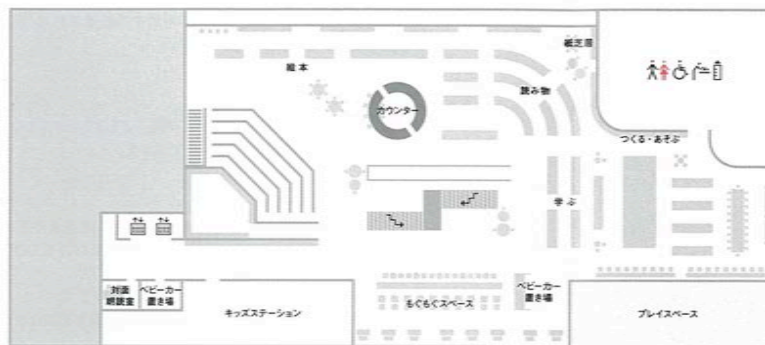 紙芝居
絵本
読み物
カウンター
つくる・あそぶ
学ぶ
対面
朗読室
ベビーカー
置き場
キッズステーション
もぐもぐスペース
ベビーカー
置き場
プレイスペース